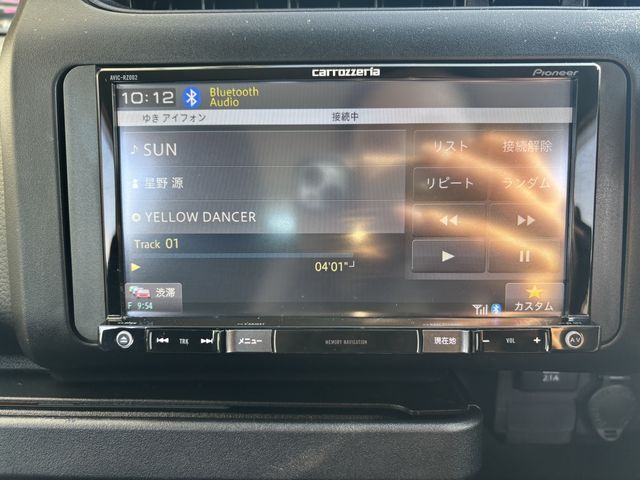 carrozzeria
AVIC-RZ002
Pioneer
10:12
Bluetooth
Audio
ゆき アイフォン
接続中
SUN
リスト
接続解除
星野 源
リピート
ランダム
YELLOW DANCER
Track 01
04'01"
渋滞
F 9:54
カスタム
TRK
メニュー
MEMORY NAVIGATION
現在地
− VOL +
AV
2.1A